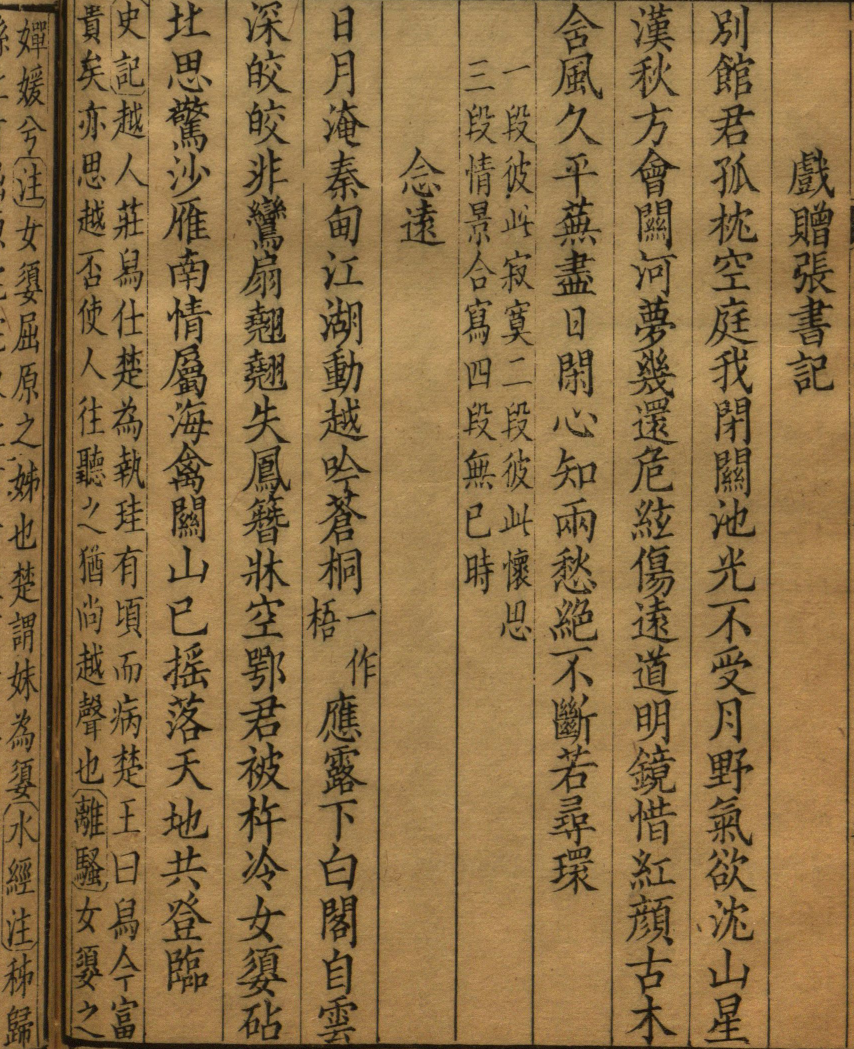 戲贈張書記
別館君孤枕空庭我閉關池光不受月野氣欲沈山星
漢秋方會關河夢幾還危絃傷遠道明鏡惜紅顏古木
含風久平蕪盡日閑心知兩愁絕不斷若尋環
一段彼此寂寞二段彼此懷思
三段情景合寫四段無已時
念遠
日月淹秦甸江湖動越吟蒼桐
一作
梧
應露下白閣自雲
深皎皎非鸞扇翹翹失鳳簪牀空鄂君被杵冷女嬃砧
北思驚沙雁南情屬海禽關山已搖落天地共登臨
史記越人莊舄仕楚為執珪有頃而病楚王曰舄今富
貴矣亦思越否使人往聽之猶尚越聲也離騷女嬃之
嬋媛兮注女嬃屈原之姊也楚謂妹為嬃水經注秭歸